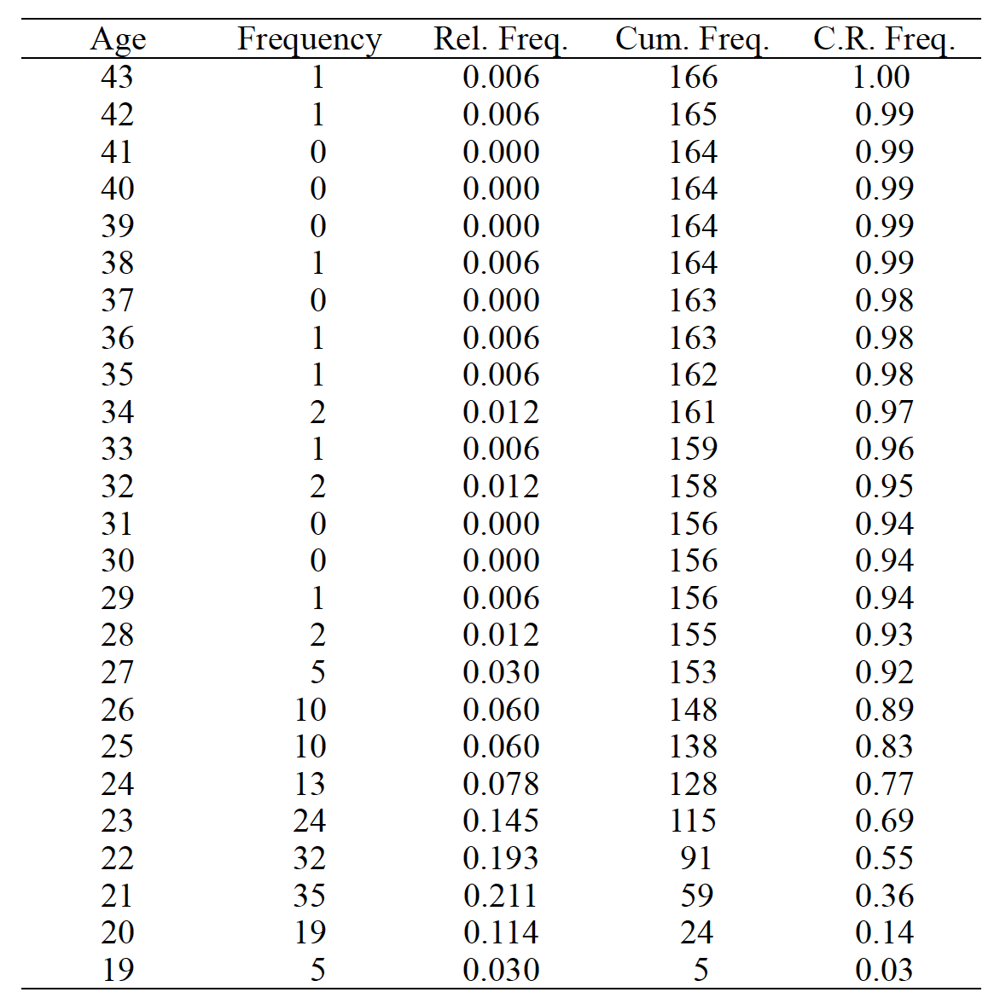 Age Frequency Rel. Freq. Cum. Freq. C.R. Freq.
43 1 0.006 166 1.00
42 1 0.006 165 0.99
41 0 0.000 164 0.99
40 0 0.000 164 0.99
39 0 0.000 164 0.99
38 1 0.006 164 0.99
37 0 0.000 163 0.98
36 1 0.006 163 0.98
35 1 0.006 162 0.98
34 2 0.012 161 0.97
33 1 0.006 159 0.96
32 2 0.012 158 0.95
31 0 0.000 156 0.94
30 0 0.000 156 0.94
29 1 0.006 156 0.94
28 2 0.012 155 0.93
27 5 0.030 153 0.92
26 10 0.060 148 0.89
25 10 0.060 138 0.83
24 13 0.078 128 0.77
23 24 0.145 115 0.69
22 32 0.193 91 0.55
21 35 0.211 59 0.36
20 19 0.114 24 0.14
19 5 0.030 5 0.03